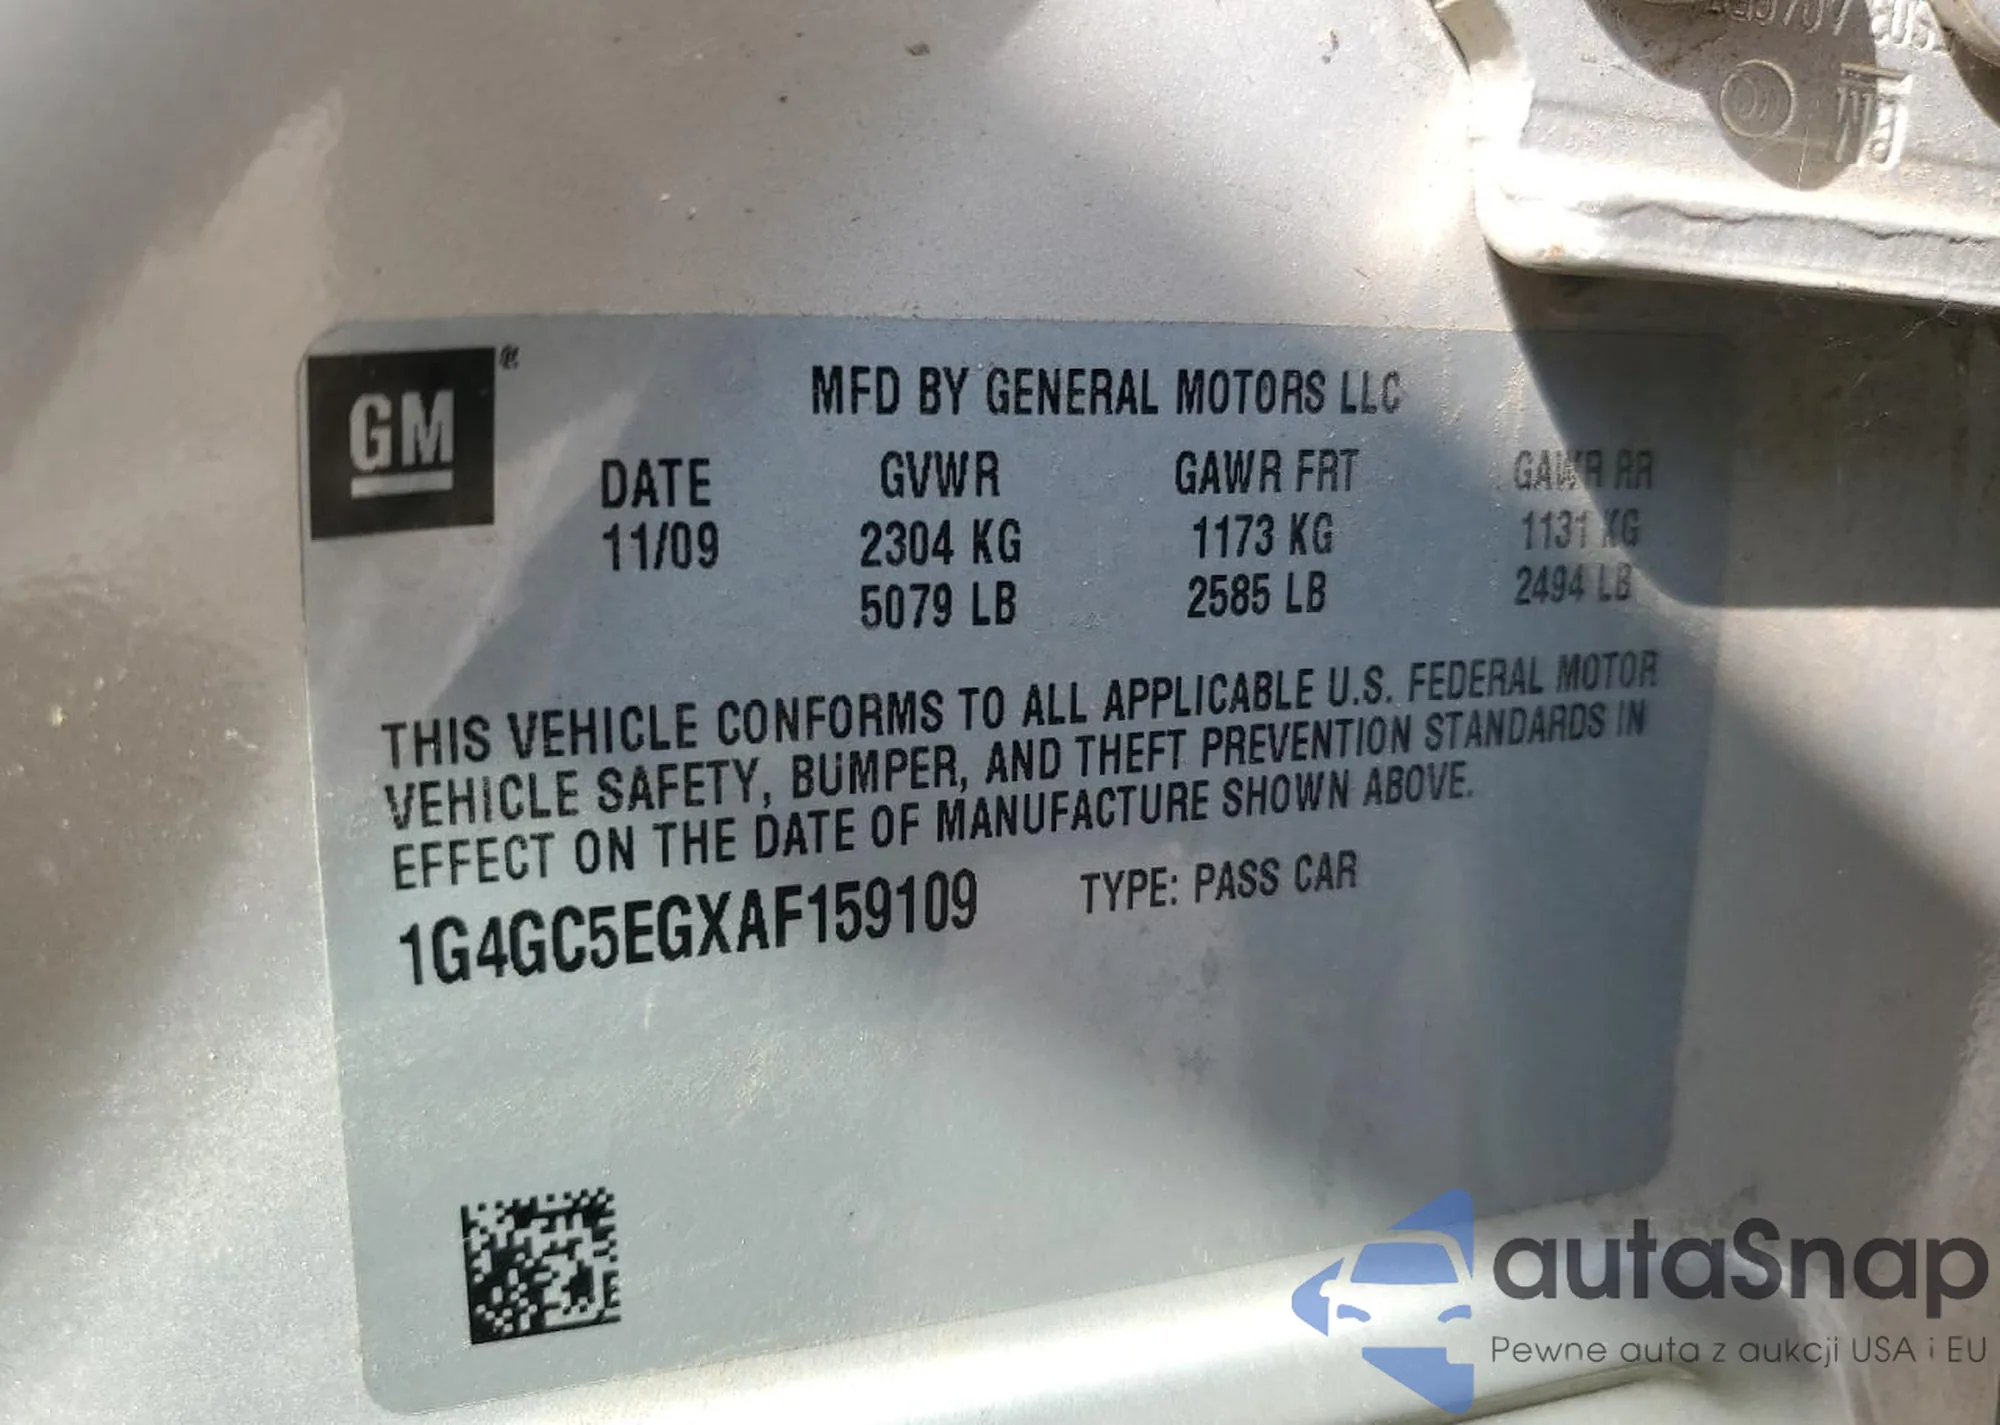 GM®
MFD BY GENERAL MOTORS LLC
DATE GVWR GAWR FRT GAWR RR
11/09 2304 KG 1173 KG 1131 KG
5079 LB 2585 LB 2494 LB
THIS VEHICLE CONFORMS TO ALL APPLICABLE U.S. FEDERAL MOTOR
VEHICLE SAFETY, BUMPER, AND THEFT PREVENTION STANDARDS IN
EFFECT ON THE DATE OF MANUFACTURE SHOWN ABOVE.
1G4GC5EGXAF159109 TYPE: PASS CAR
autaSnap
Pewne auta z aukcji USA i EU